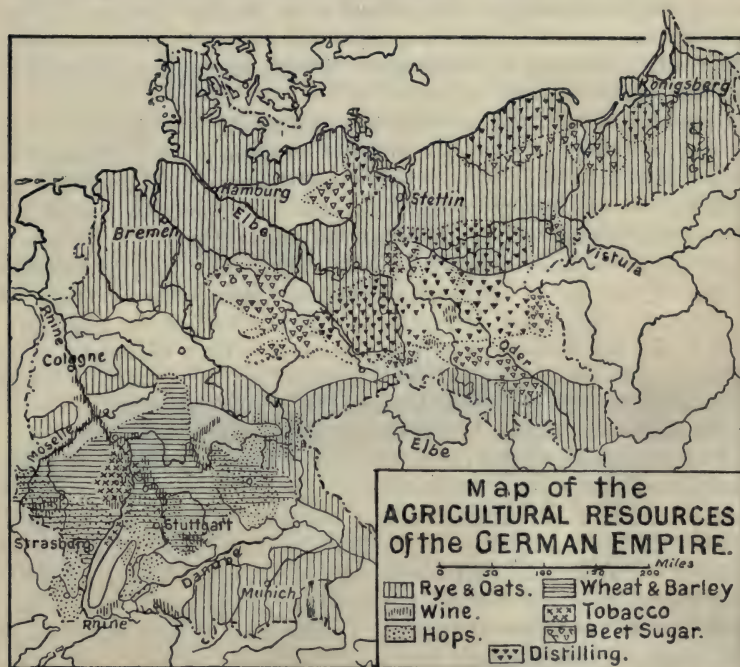 Königsberg
Hamburg
Stettin
Elbe
Bremen
Vistula
Rhine
Cologne
Oder
Moselle
Elbe
Stuttgart
Strasburg
Danube
Munich
Rhine
Map of the
AGRICULTURAL RESOURCES
of the GERMAN EMPIRE.
0 50 100 150 200 Miles
Rye & Oats. Wheat & Barley
Wine. Tobacco
Hops. Beet Sugar.
Distilling.